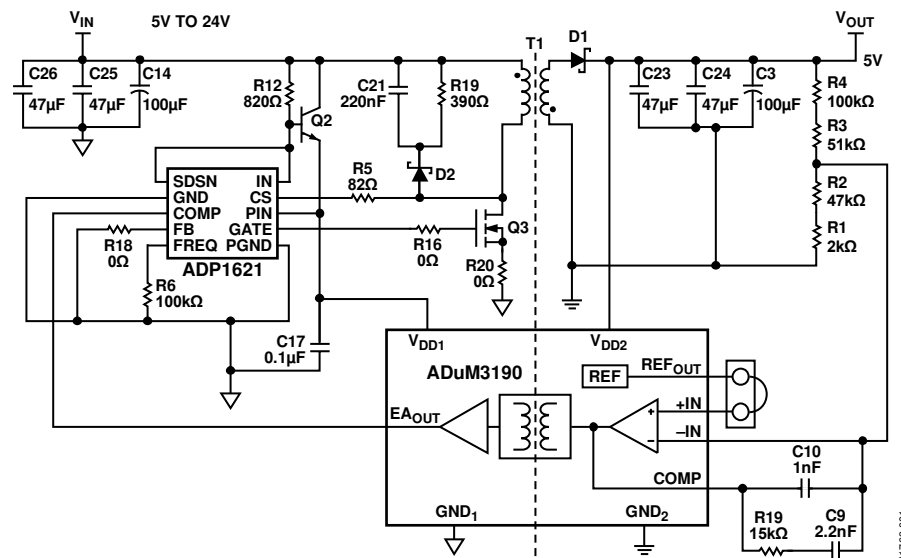 VIN
5V TO 24V
T1
D1
VOUT
5V
C26
47µF
C25
47µF
C14
100µF
R12
820Ω
Q2
C21
220nF
R19
390Ω
C23
47µF
C24
47µF
C3
100µF
R4
100kΩ
R3
51kΩ
R2
47kΩ
R1
2kΩ
D2
R5
82Ω
SDSN
IN
GND
CS
COMP
PIN
FB
GATE
FREQ
PGND
ADP1621
R18
0Ω
R6
100kΩ
R16
0Ω
Q3
R20
0Ω
C17
0.1µF
VDD1
VDD2
ADuM3190
REF
REFOUT
+IN
–IN
+
–
EAOUT
COMP
C10
1nF
R19
15kΩ
C9
2.2nF
GND1
GND2